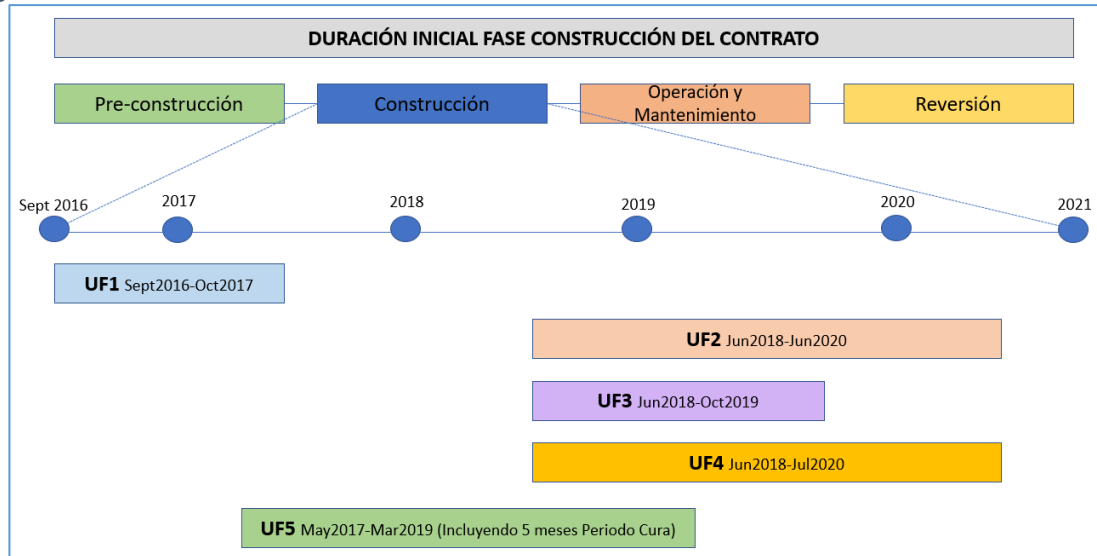 DURACIÓN INICIAL FASE CONSTRUCCIÓN DEL CONTRATO
Pre-construcción
Construcción
Operación y
Mantenimiento
Reversión
Sept 2016
2017
2018
2019
2020
2021
UF1 Sept2016-Oct2017
UF2 Jun2018-Jun2020
UF3 Jun2018-Oct2019
UF4 Jun2018-Jul2020
UF5 May2017-Mar2019 (Incluyendo 5 meses Periodo Cura)